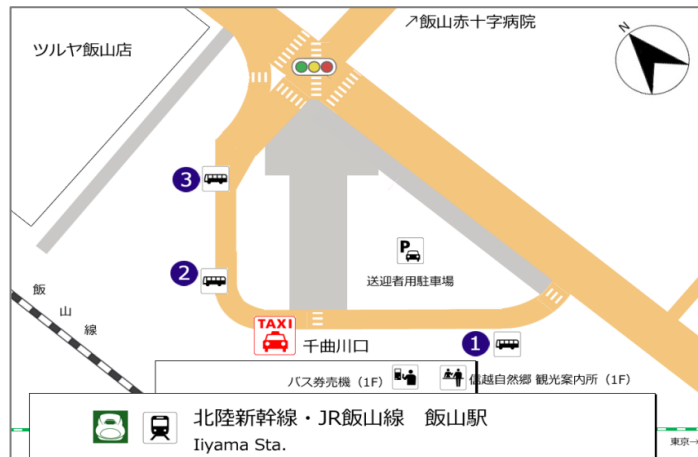 ↗飯山赤十字病院
ツルヤ飯山店
N
3
P
送迎者用駐車場
2
飯山線
TAXI
千曲川口
1
バス券売機（1F）
信越自然郷 観光案内所（1F）
北陸新幹線・JR飯山線　飯山駅
Iiyama Sta.
東京→